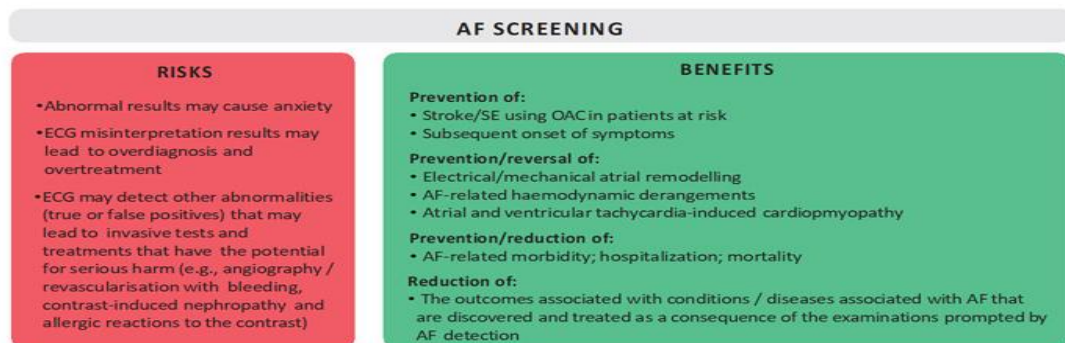 AF SCREENING
RISKS
•Abnormal results may cause anxiety
•ECG misinterpretation results may
lead to overdiagnosis and
overtreatment
•ECG may detect other abnormalities
(true or false positives) that may
lead to invasive tests and
treatments that have the potential
for serious harm (e.g., angiography /
revascularisation with bleeding,
contrast-induced nephropathy and
allergic reactions to the contrast)
BENEFITS
Prevention of:
• Stroke/SE using OAC in patients at risk
• Subsequent onset of symptoms
Prevention/reversal of:
• Electrical/mechanical atrial remodelling
• AF-related haemodynamic derangements
• Atrial and ventricular tachycardia-induced cardiopmyopathy
Prevention/reduction of:
• AF-related morbidity; hospitalization; mortality
Reduction of:
• The outcomes associated with conditions / diseases associated with AF that
are discovered and treated as a consequence of the examinations prompted by
AF detection